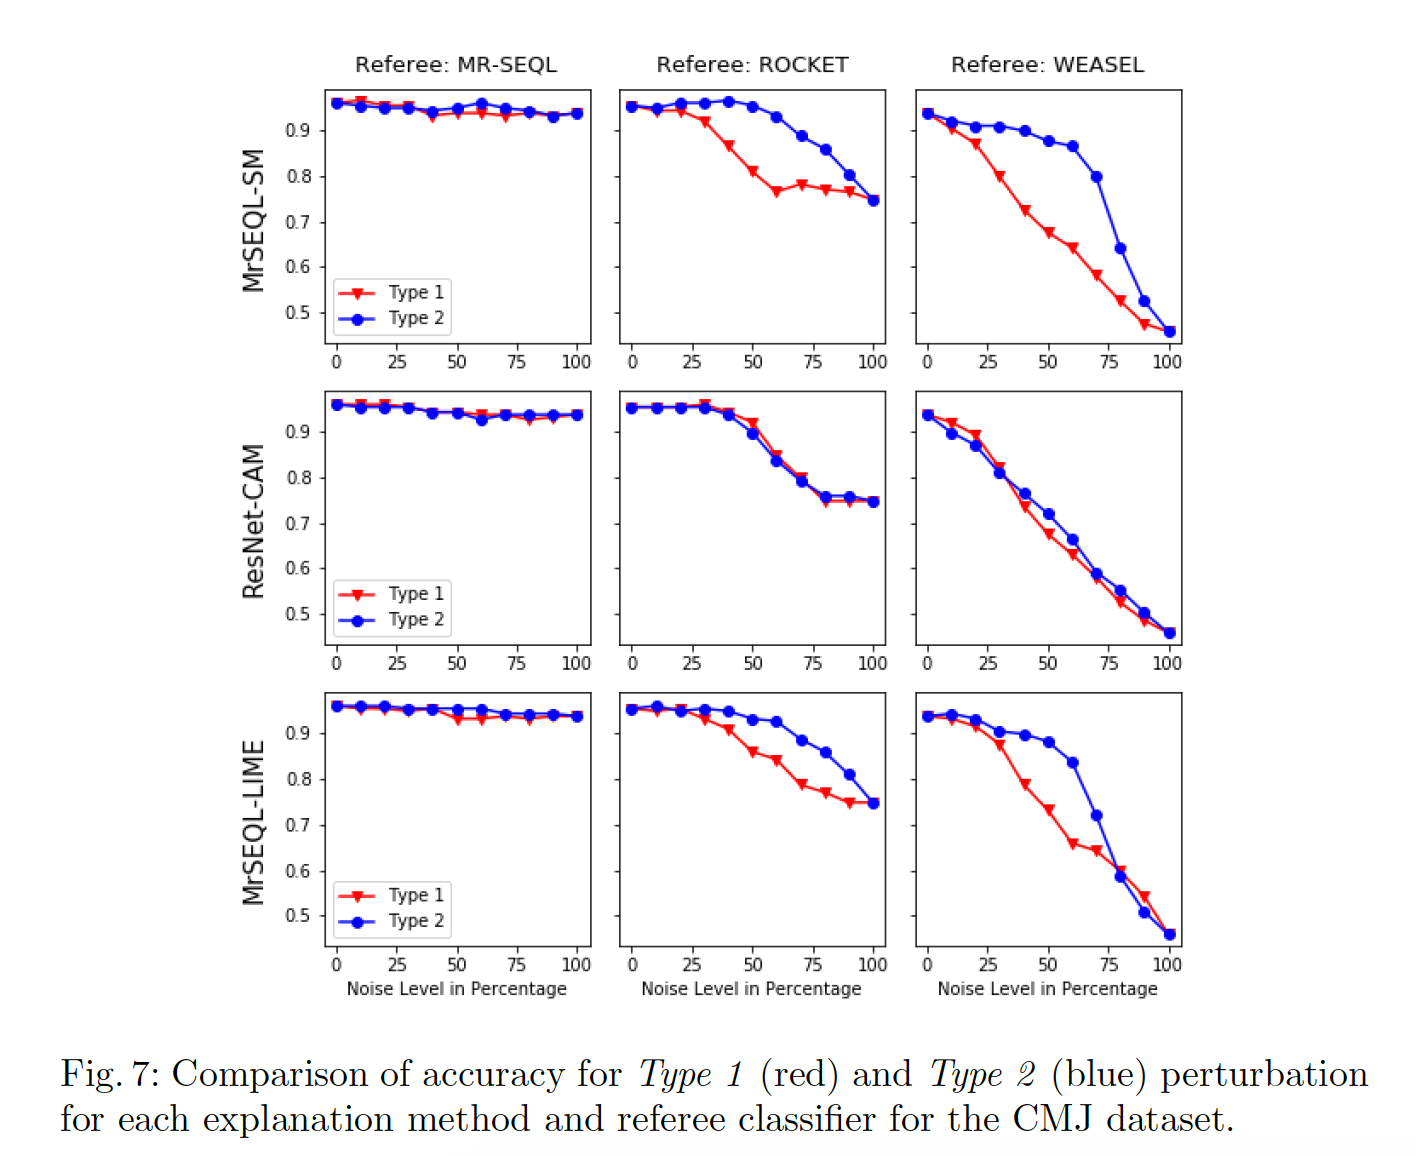 Referee: MR-SEQL Referee: ROCKET Referee: WEASEL
MrSEQL-SM
0.9
0.8
0.7
0.6
0.5
Type 1
Type 2
0 25 50 75 100 0 25 50 75 100 0 25 50 75 100
ResNet-CAM
0.9
0.8
0.7
0.6
0.5
Type 1
Type 2
0 25 50 75 100 0 25 50 75 100 0 25 50 75 100
MrSEQL-LIME
0.9
0.8
0.7
0.6
0.5
Type 1
Type 2
0 25 50 75 100 0 25 50 75 100 0 25 50 75 100
Noise Level in Percentage Noise Level in Percentage Noise Level in Percentage
Fig. 7: Comparison of accuracy for Type 1 (red) and Type 2 (blue) perturbation
for each explanation method and referee classifier for the CMJ dataset.